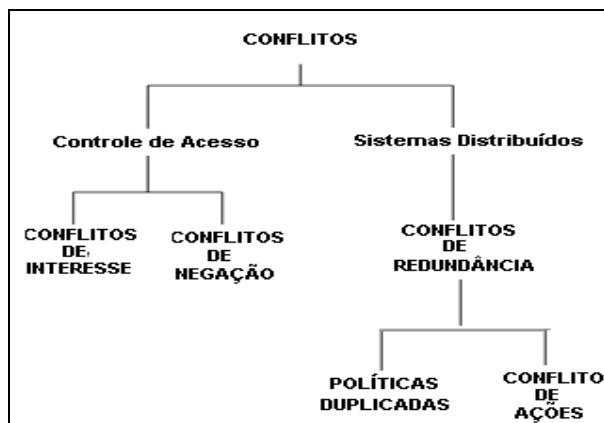 CONFLITOS
Controle de Acesso
Sistemas Distribuídos
CONFLITOS
DE
INTERESSE
CONFLITOS
DE
NEGAÇÃO
CONFLITOS
DE
REDUNDÂNCIA
POLÍTICAS
DUPLICADAS
CONFLITO
DE
AÇÕES